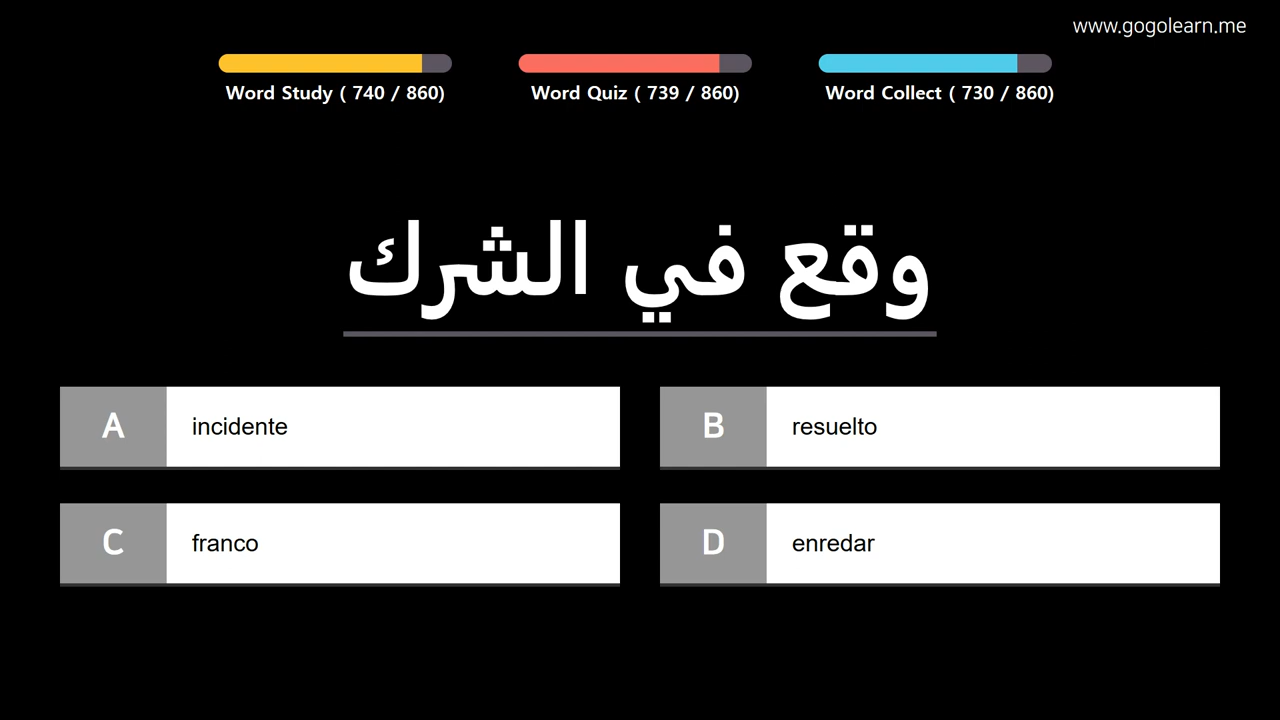 www.gogolearn.me
Word Study ( 740 / 860)
Word Quiz ( 739 / 860)
Word Collect ( 730 / 860)
وقع في الشرك
A incidente
B resuelto
C franco
D enredar